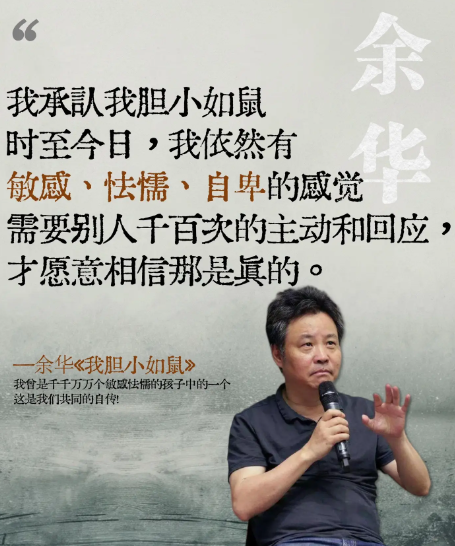 “
余华
我承认我胆小如鼠
时至今日，我依然有
敏感、怯懦、自卑的感觉
需要别人千百次的主动和回应，
才愿意相信那是真的。
—余华《我胆小如鼠》
我曾是千千万万个敏感怯懦的孩子中的一个
这是我们共同的自传!